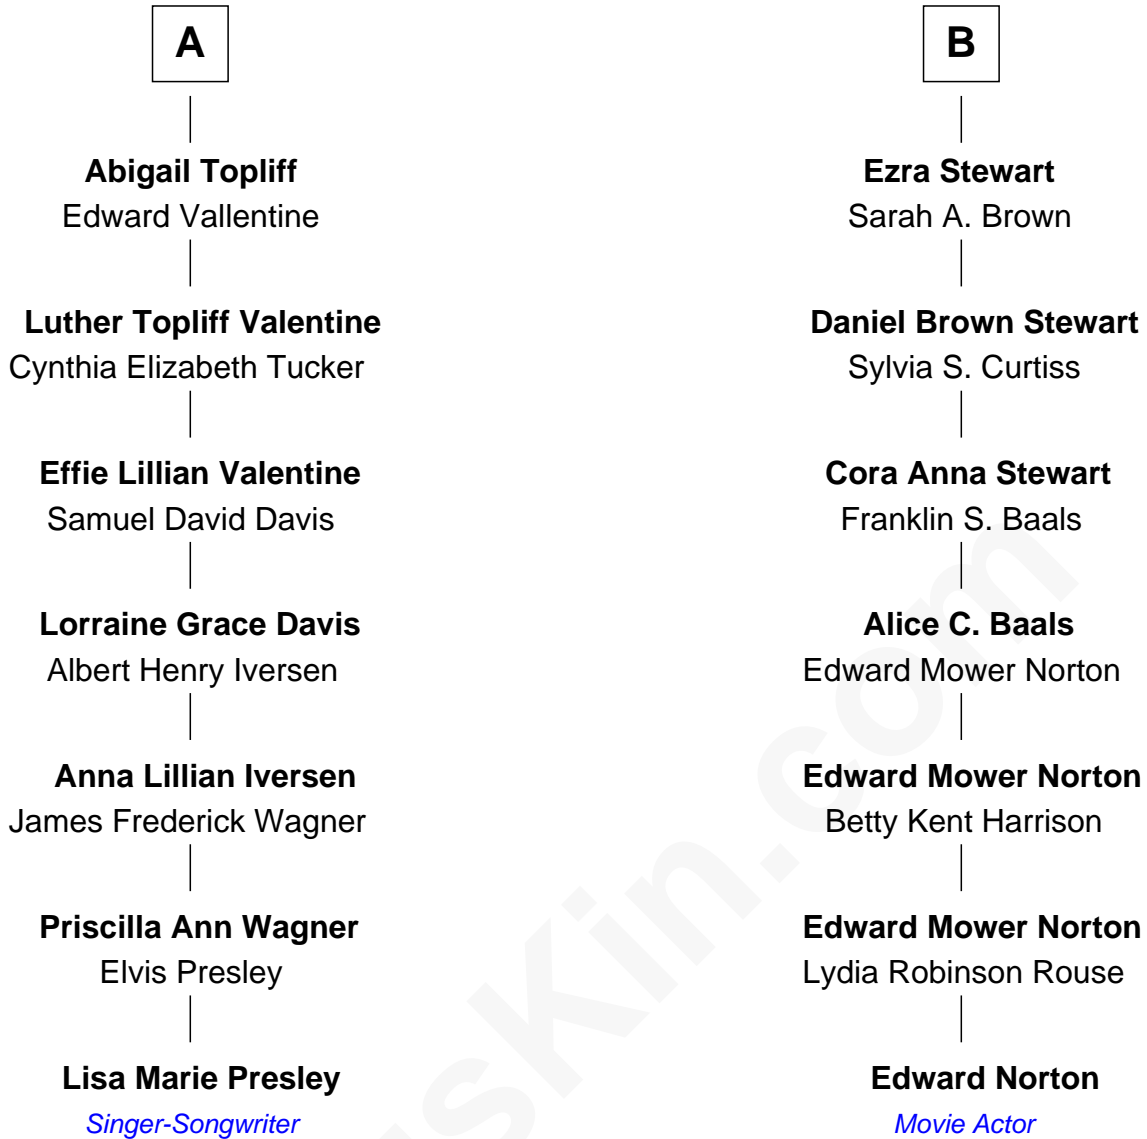 A
Abigail Topliff
Edward Vallentine
Luther Topliff Valentine
Cynthia Elizabeth Tucker
Effie Lillian Valentine
Samuel David Davis
Lorraine Grace Davis
Albert Henry Iversen
Anna Lillian Iversen
James Frederick Wagner
Priscilla Ann Wagner
Elvis Presley
Lisa Marie Presley
Singer-Songwriter
B
Ezra Stewart
Sarah A. Brown
Daniel Brown Stewart
Sylvia S. Curtiss
Cora Anna Stewart
Franklin S. Baals
Alice C. Baals
Edward Mower Norton
Edward Mower Norton
Betty Kent Harrison
Edward Mower Norton
Lydia Robinson Rouse
Edward Norton
Movie Actor